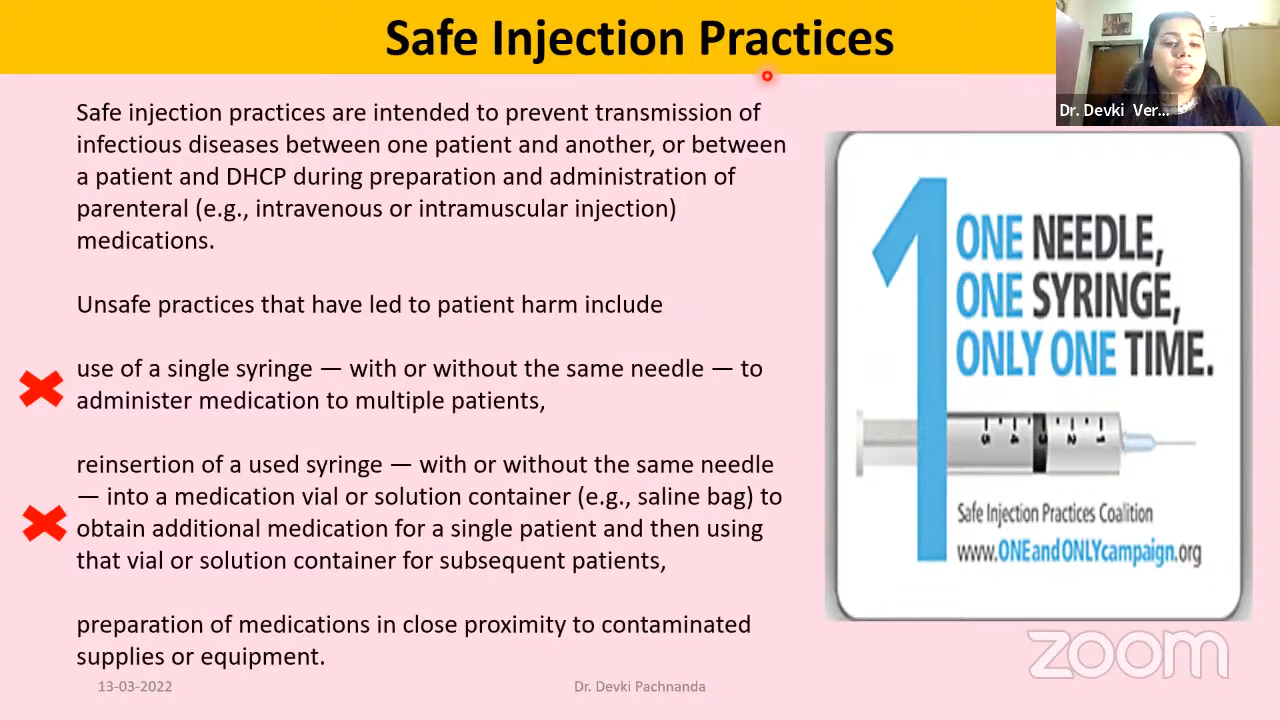 Safe Injection Practices
Dr. Devki Ver...
Safe injection practices are intended to prevent transmission of
infectious diseases between one patient and another, or between
a patient and DHCP during preparation and administration of
parenteral (e.g., intravenous or intramuscular injection)
medications.
Unsafe practices that have led to patient harm include
use of a single syringe — with or without the same needle — to
administer medication to multiple patients,
reinsertion of a used syringe — with or without the same needle
— into a medication vial or solution container (e.g., saline bag) to
obtain additional medication for a single patient and then using
that vial or solution container for subsequent patients,
preparation of medications in close proximity to contaminated
supplies or equipment.
1
ONE NEEDLE,
ONE SYRINGE,
ONLY ONE TIME.
5 4 3 2 1
Safe Injection Practices Coalition
www.ONEandONLYcampaign.org
zoom
13-03-2022
Dr. Devki Pachnanda